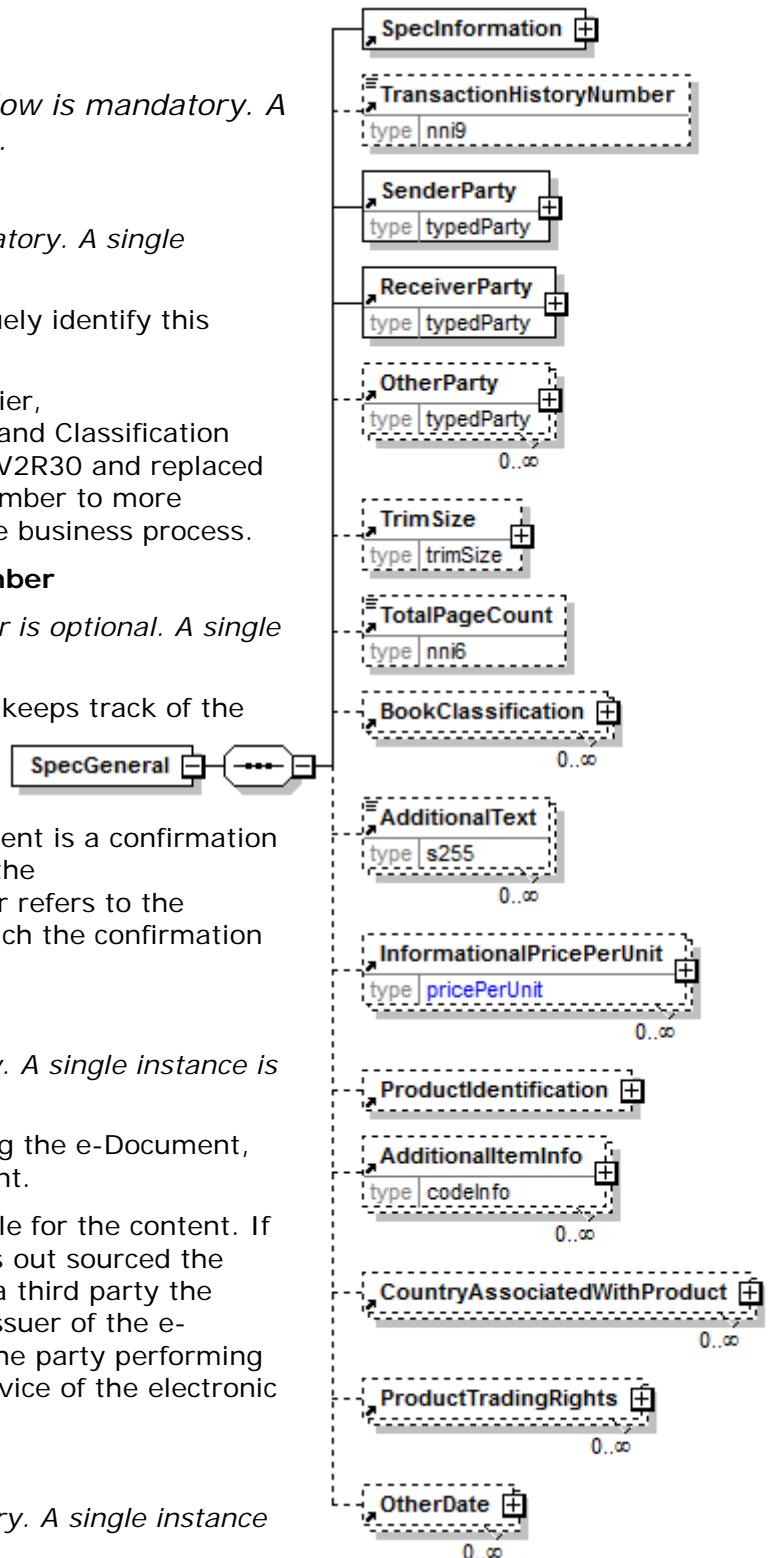 low is mandatory. A
.
atory. A single
uely identify this
ier,
and Classification
V2R30 and replaced
mber to more
e business process.
nber
r is optional. A single
keeps track of the
ent is a confirmation
the
r refers to the
ch the confirmation
y. A single instance is
g the e-Document,
nt.
le for the content. If
s out sourced the
a third party the
ssuer of the e-
he party performing
vice of the electronic
ry. A single instance
SpecGeneral
SpecInformation
TransactionHistoryNumber
type nni9
SenderParty
type typedParty
ReceiverParty
type typedParty
OtherParty
type typedParty
0..∞
TrimSize
type trimSize
TotalPageCount
type nni6
BookClassification
0..∞
AdditionalText
type s255
0..∞
InformationalPricePerUnit
type pricePerUnit
0..∞
ProductIdentification
AdditionalItemInfo
type codeInfo
0..∞
CountryAssociatedWithProduct
0..∞
ProductTradingRights
0..∞
OtherDate
0..∞